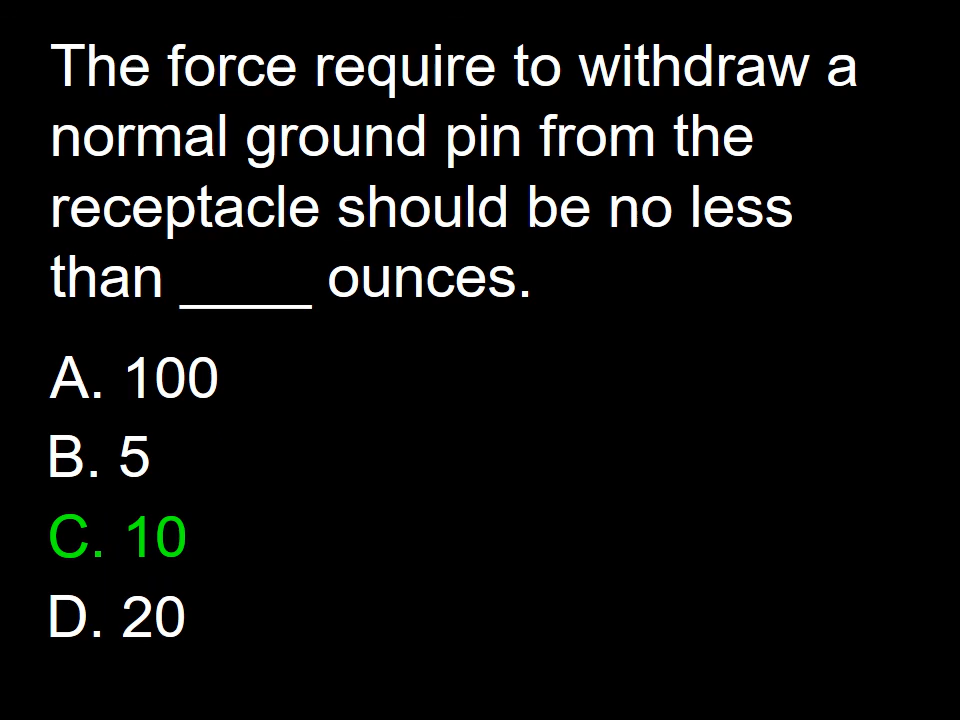 The force require to withdraw a
normal ground pin from the
receptacle should be no less
than ____ ounces.
A. 100
B. 5
C. 10
D. 20